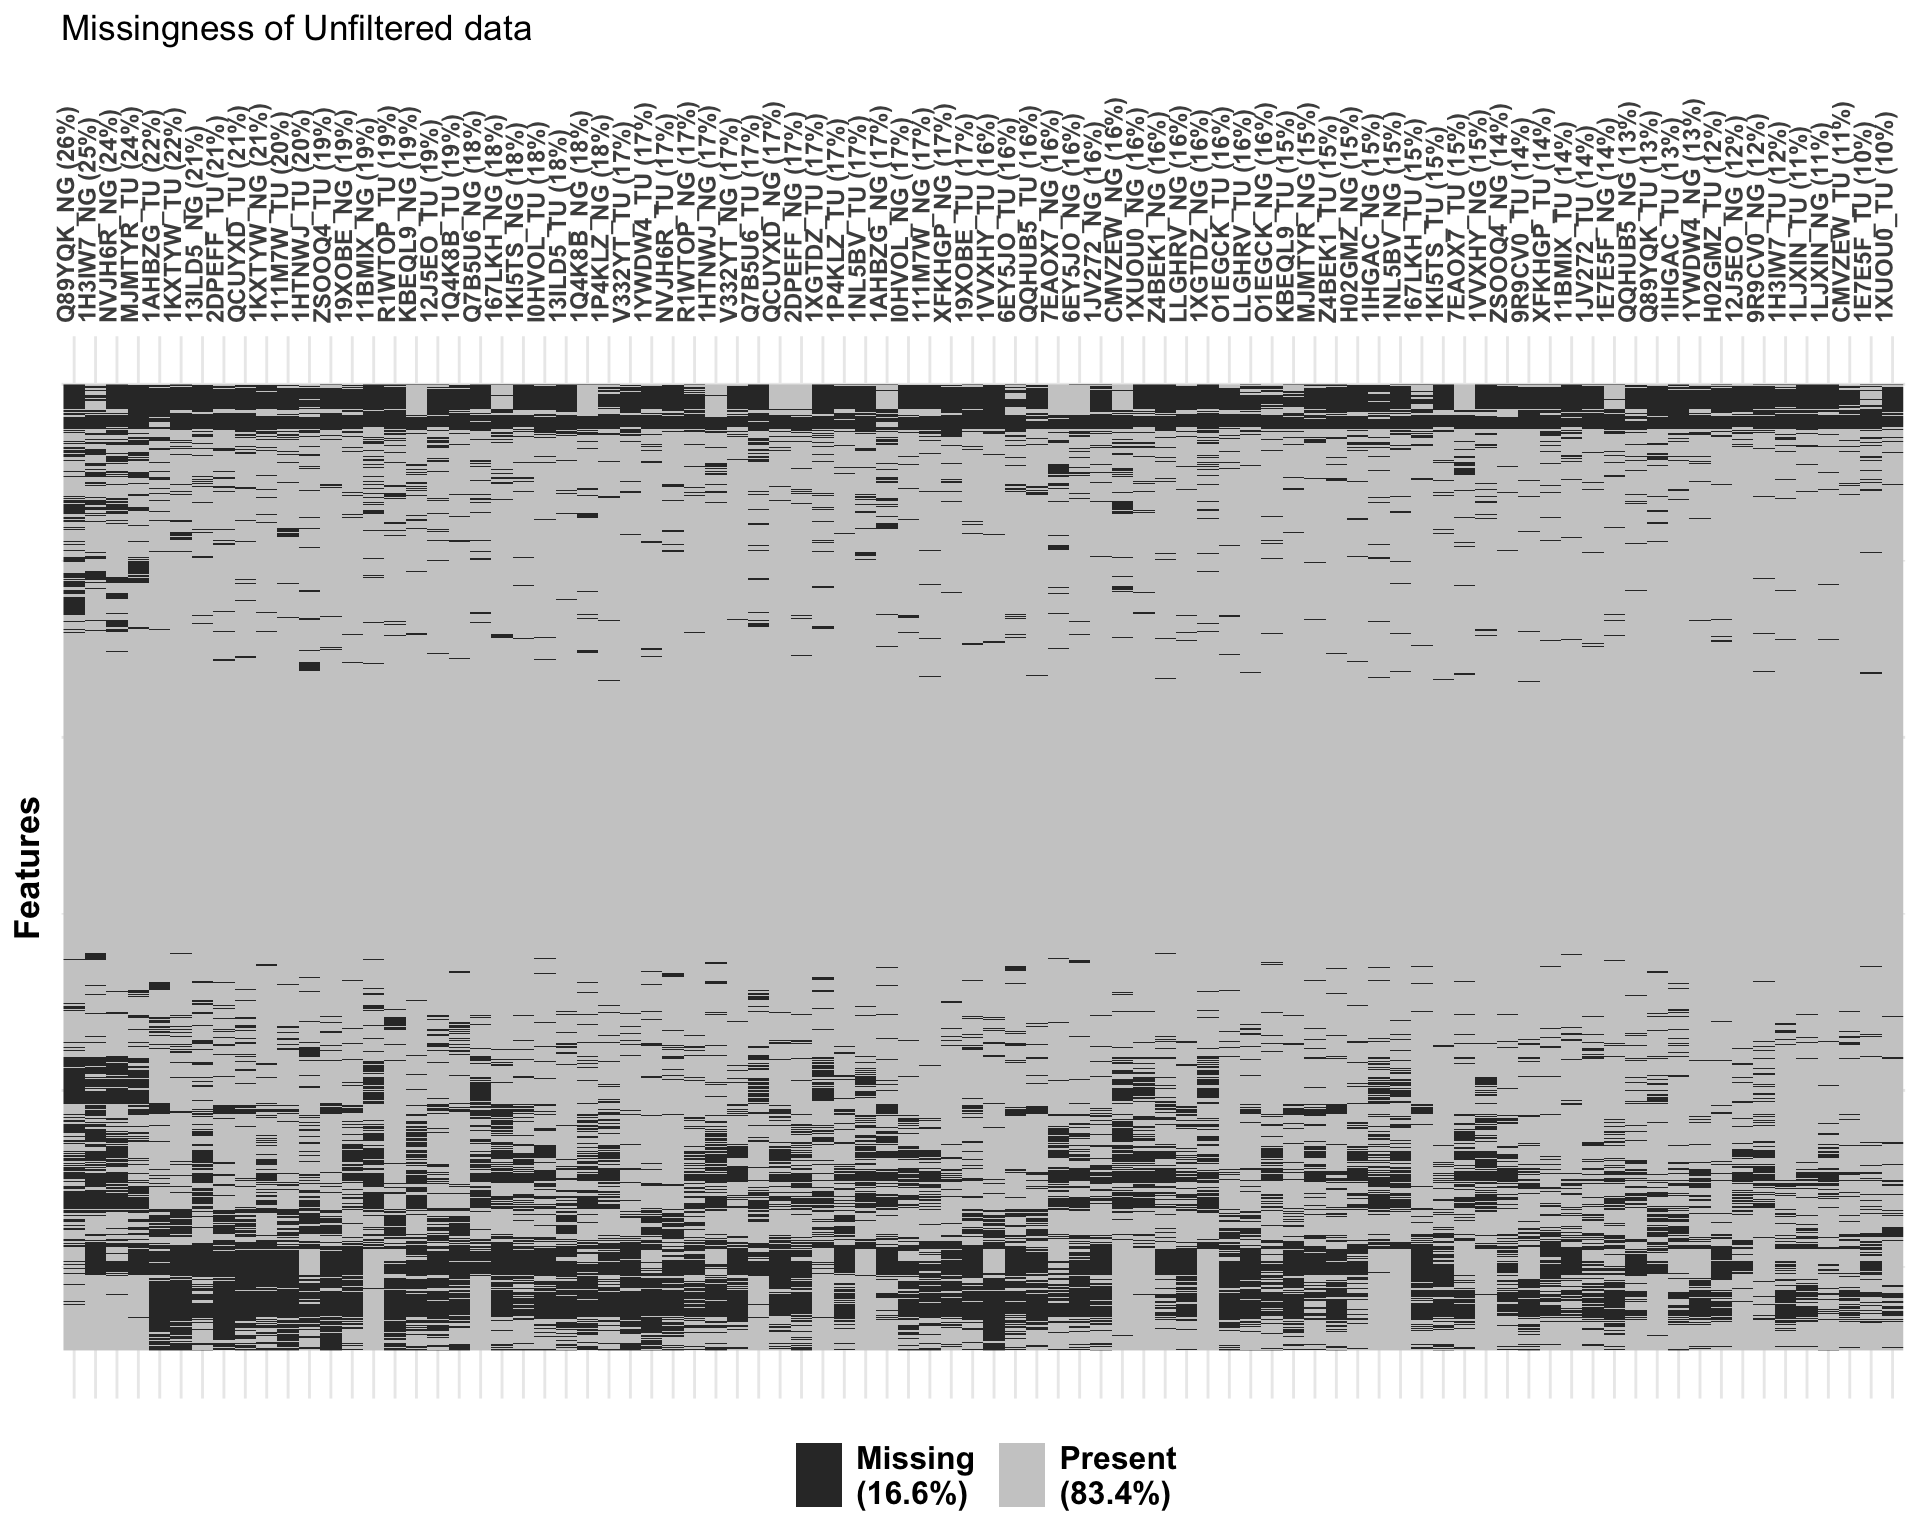 Missingness of Unfiltered data
Q89YQK_NG (26%)
1H3IW7_NG (25%)
NVJH6R_NG (24%)
MJMTYR_TU (24%)
1AHBZG_TU (22%)
1KXTYW_TU (22%)
13ILD5_NG (21%)
2DPEFF_TU (21%)
QCUYXD_TU (21%)
1KXTYW_NG (21%)
111M7W_TU (20%)
1HTNWJ_TU (20%)
ZSOOQ4_TU (19%)
19XOBE_NG (19%)
11BMIX_NG (19%)
R1WTOP_TU (19%)
KBEQL9_NG (19%)
12J5EO_TU (19%)
1Q4K8B_TU (19%)
Q7B5U6_NG (18%)
167LKH_NG (18%)
1KI5TS_NG (18%)
I0HVOL_TU (18%)
13ILD5_TU (18%)
1Q4K8B_NG (18%)
1P4KLZ_NG (18%)
V332YT_TU (17%)
1YWDW4_TU (17%)
NVJH6R_TU (17%)
R1WTOP_NG (17%)
1HTNWJ_NG (17%)
V332YT_NG (17%)
Q7B5U6_TU (17%)
QCUYXD_NG (17%)
2DPEFF_NG (17%)
1XGTDZ_TU (17%)
1P4KLZ_TU (17%)
1NL5BV_TU (17%)
1AHBZG_NG (17%)
I0HVOL_NG (17%)
111M7W_NG (17%)
XFKHGP_NG (17%)
19XOBE_TU (17%)
1VVXHY_TU (16%)
6EY5JO_TU (16%)
QQHUB5_TU (16%)
7EAOX7_NG (16%)
6EY5JO_NG (16%)
1JV272_NG (16%)
CMVZEW_NG (16%)
1XUOU0_NG (16%)
Z4BEK1_NG (16%)
LLGHRV_NG (16%)
1XGTDZ_NG (16%)
O1EGCK_TU (16%)
LLGHRV_TU (16%)
O1EGCK_NG (16%)
KBEQL9_TU (15%)
MJMTYR_NG (15%)
Z4BEK1_TU (15%)
H02GMZ_NG (15%)
1IHGAC_NG (15%)
1NL5BV_NG (15%)
167LKH_TU (15%)
1KI5TS_TU (15%)
7EAOX7_TU (15%)
1VVXHY_NG (15%)
ZSOOQ4_NG (14%)
9R9CV0_TU (14%)
XFKHGP_TU (14%)
11BMIX_TU (14%)
1JV272_TU (14%)
1E7E5F_NG (14%)
QQHUB5_NG (13%)
Q89YQK_TU (13%)
1IHGAC_TU (13%)
1YWDW4_NG (13%)
H02GMZ_TU (12%)
12J5EO_NG (12%)
9R9CV0_NG (12%)
1H3IW7_TU (12%)
1LJXIN_TU (11%)
1LJXIN_NG (11%)
CMVZEW_TU (11%)
1E7E5F_TU (10%)
1XUOU0_TU (10%)
Features
Missing
(16.6%)
Present
(83.4%)